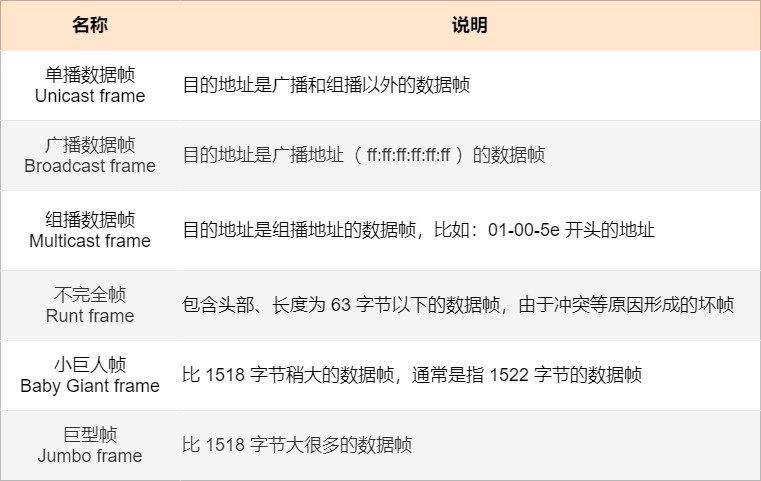 名称
说明
单播数据帧
Unicast frame
目的地址是广播和组播以外的数据帧
广播数据帧
Broadcast frame
目的地址是广播地址（ ff:ff:ff:ff:ff:ff ）的数据帧
组播数据帧
Multicast frame
目的地址是组播地址的数据帧，比如：01-00-5e 开头的地址
不完全帧
Runt frame
包含头部、长度为 63 字节以下的数据帧，由于冲突等原因形成的坏帧
小巨人帧
Baby Giant frame
比 1518 字节稍大的数据帧，通常是指 1522 字节的数据帧
巨型帧
Jumbo frame
比 1518 字节大很多的数据帧